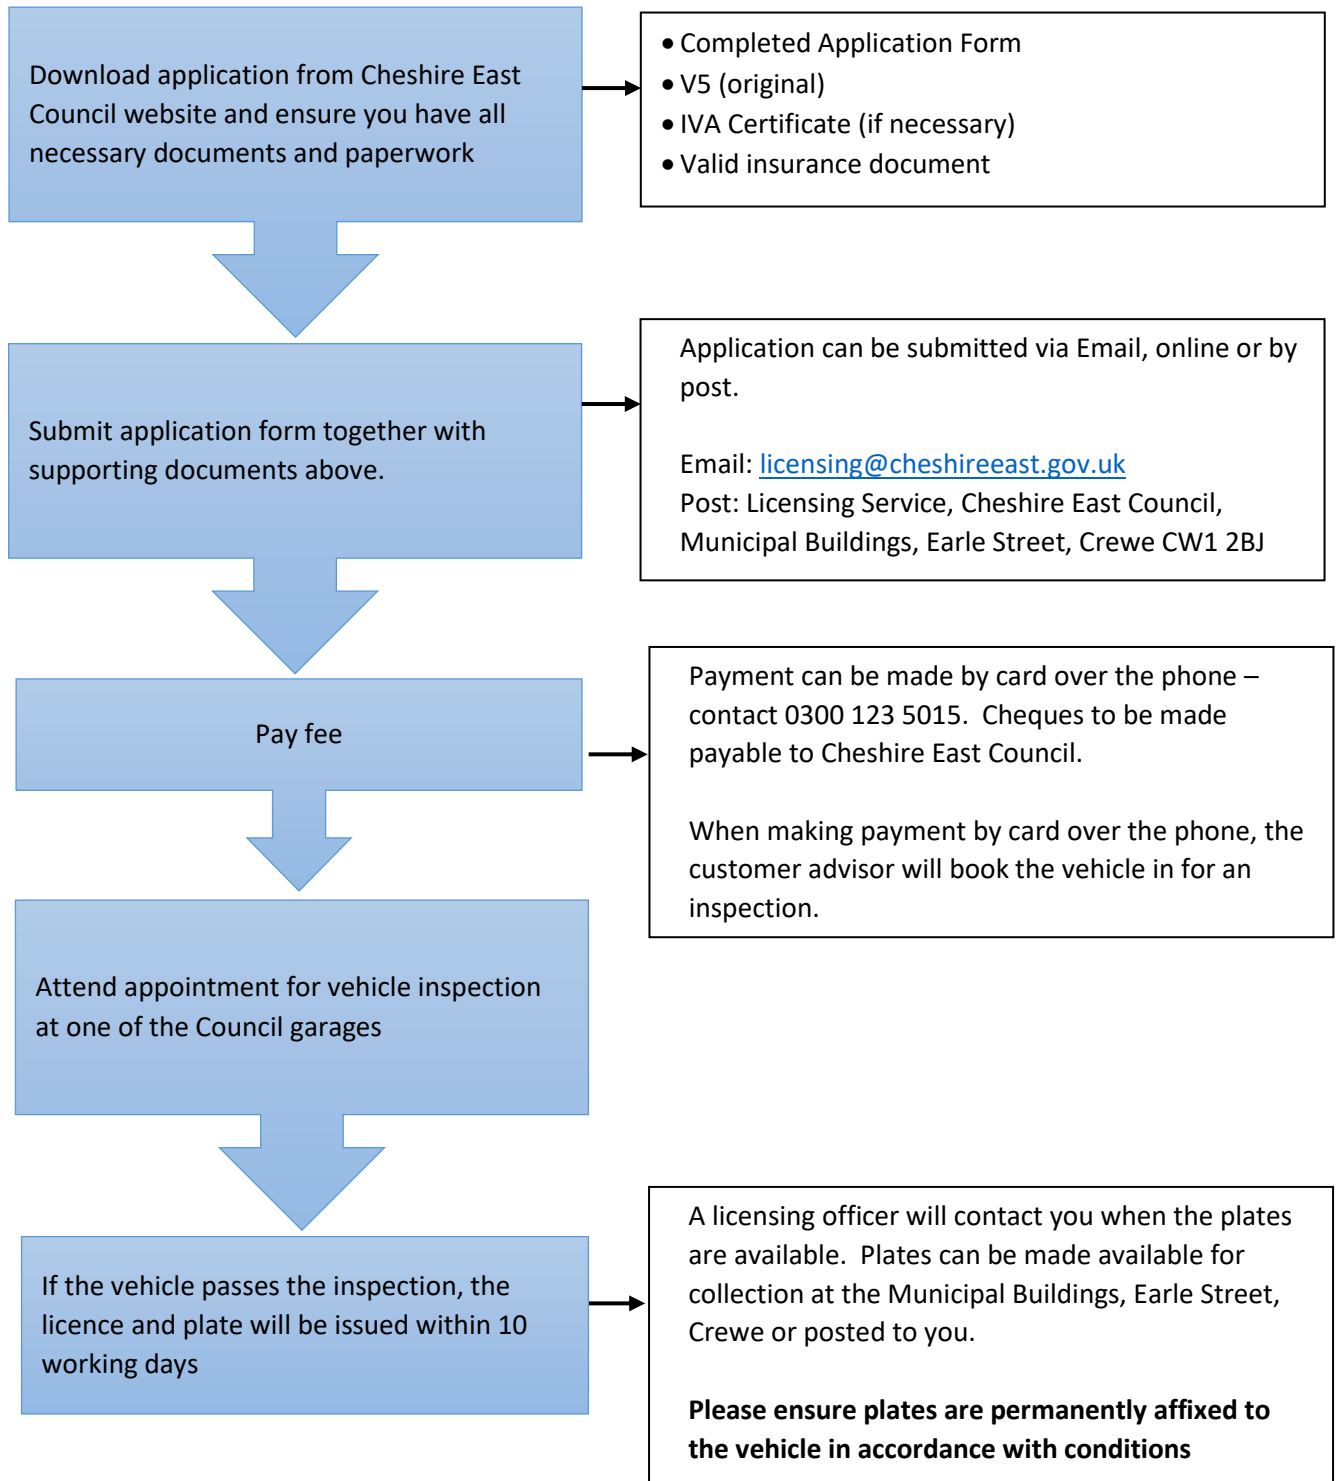 Download application from Cheshire East
Council website and ensure you have all
necessary documents and paperwork
• Completed Application Form
• V5 (original)
• IVA Certificate (if necessary)
• Valid insurance document
Submit application form together with
supporting documents above.
Application can be submitted via Email, online or by
post.
Email: licensing@cheshireeast.gov.uk
Post: Licensing Service, Cheshire East Council,
Municipal Buildings, Earle Street, Crewe CW1 2BJ
Pay fee
Payment can be made by card over the phone –
contact 0300 123 5015.  Cheques to be made
payable to Cheshire East Council.
When making payment by card over the phone, the
customer advisor will book the vehicle in for an
inspection.
Attend appointment for vehicle inspection
at one of the Council garages
If the vehicle passes the inspection, the
licence and plate will be issued within 10
working days
A licensing officer will contact you when the plates
are available.  Plates can be made available for
collection at the Municipal Buildings, Earle Street,
Crewe or posted to you.
Please ensure plates are permanently affixed to
the vehicle in accordance with conditions